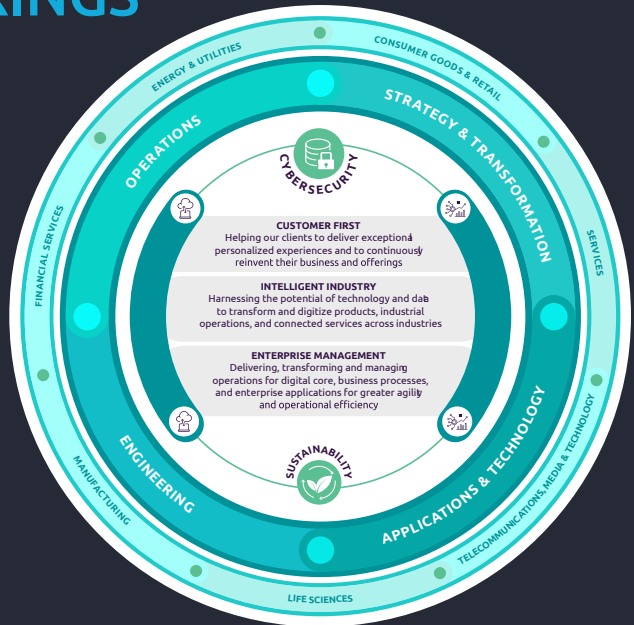 RINGS
ENERGY & UTILITIES
CONSUMER GOODS & RETAIL
OPERATIONS
STRATEGY & TRANSFORMATION
CYBERSECURITY
FINANCIAL SERVICES
SERVICES
CUSTOMER FIRST
Helping our clients to deliver exceptional
personalized experiences and to continuously
reinvent their business and offerings
INTELLIGENT INDUSTRY
Harnessing the potential of technology and data
to transform and digitize products, industrial
operations, and connected services across industries
ENTERPRISE MANAGEMENT
Delivering, transforming and managing
operations for digital core, business processes,
and enterprise applications for greater agility
and operational efficiency
ENGINEERING
APPLICATIONS & TECHNOLOGY
SUSTAINABILITY
MANUFACTURING
TELECOMMUNICATIONS, MEDIA & TECHNOLOGY
LIFE SCIENCES